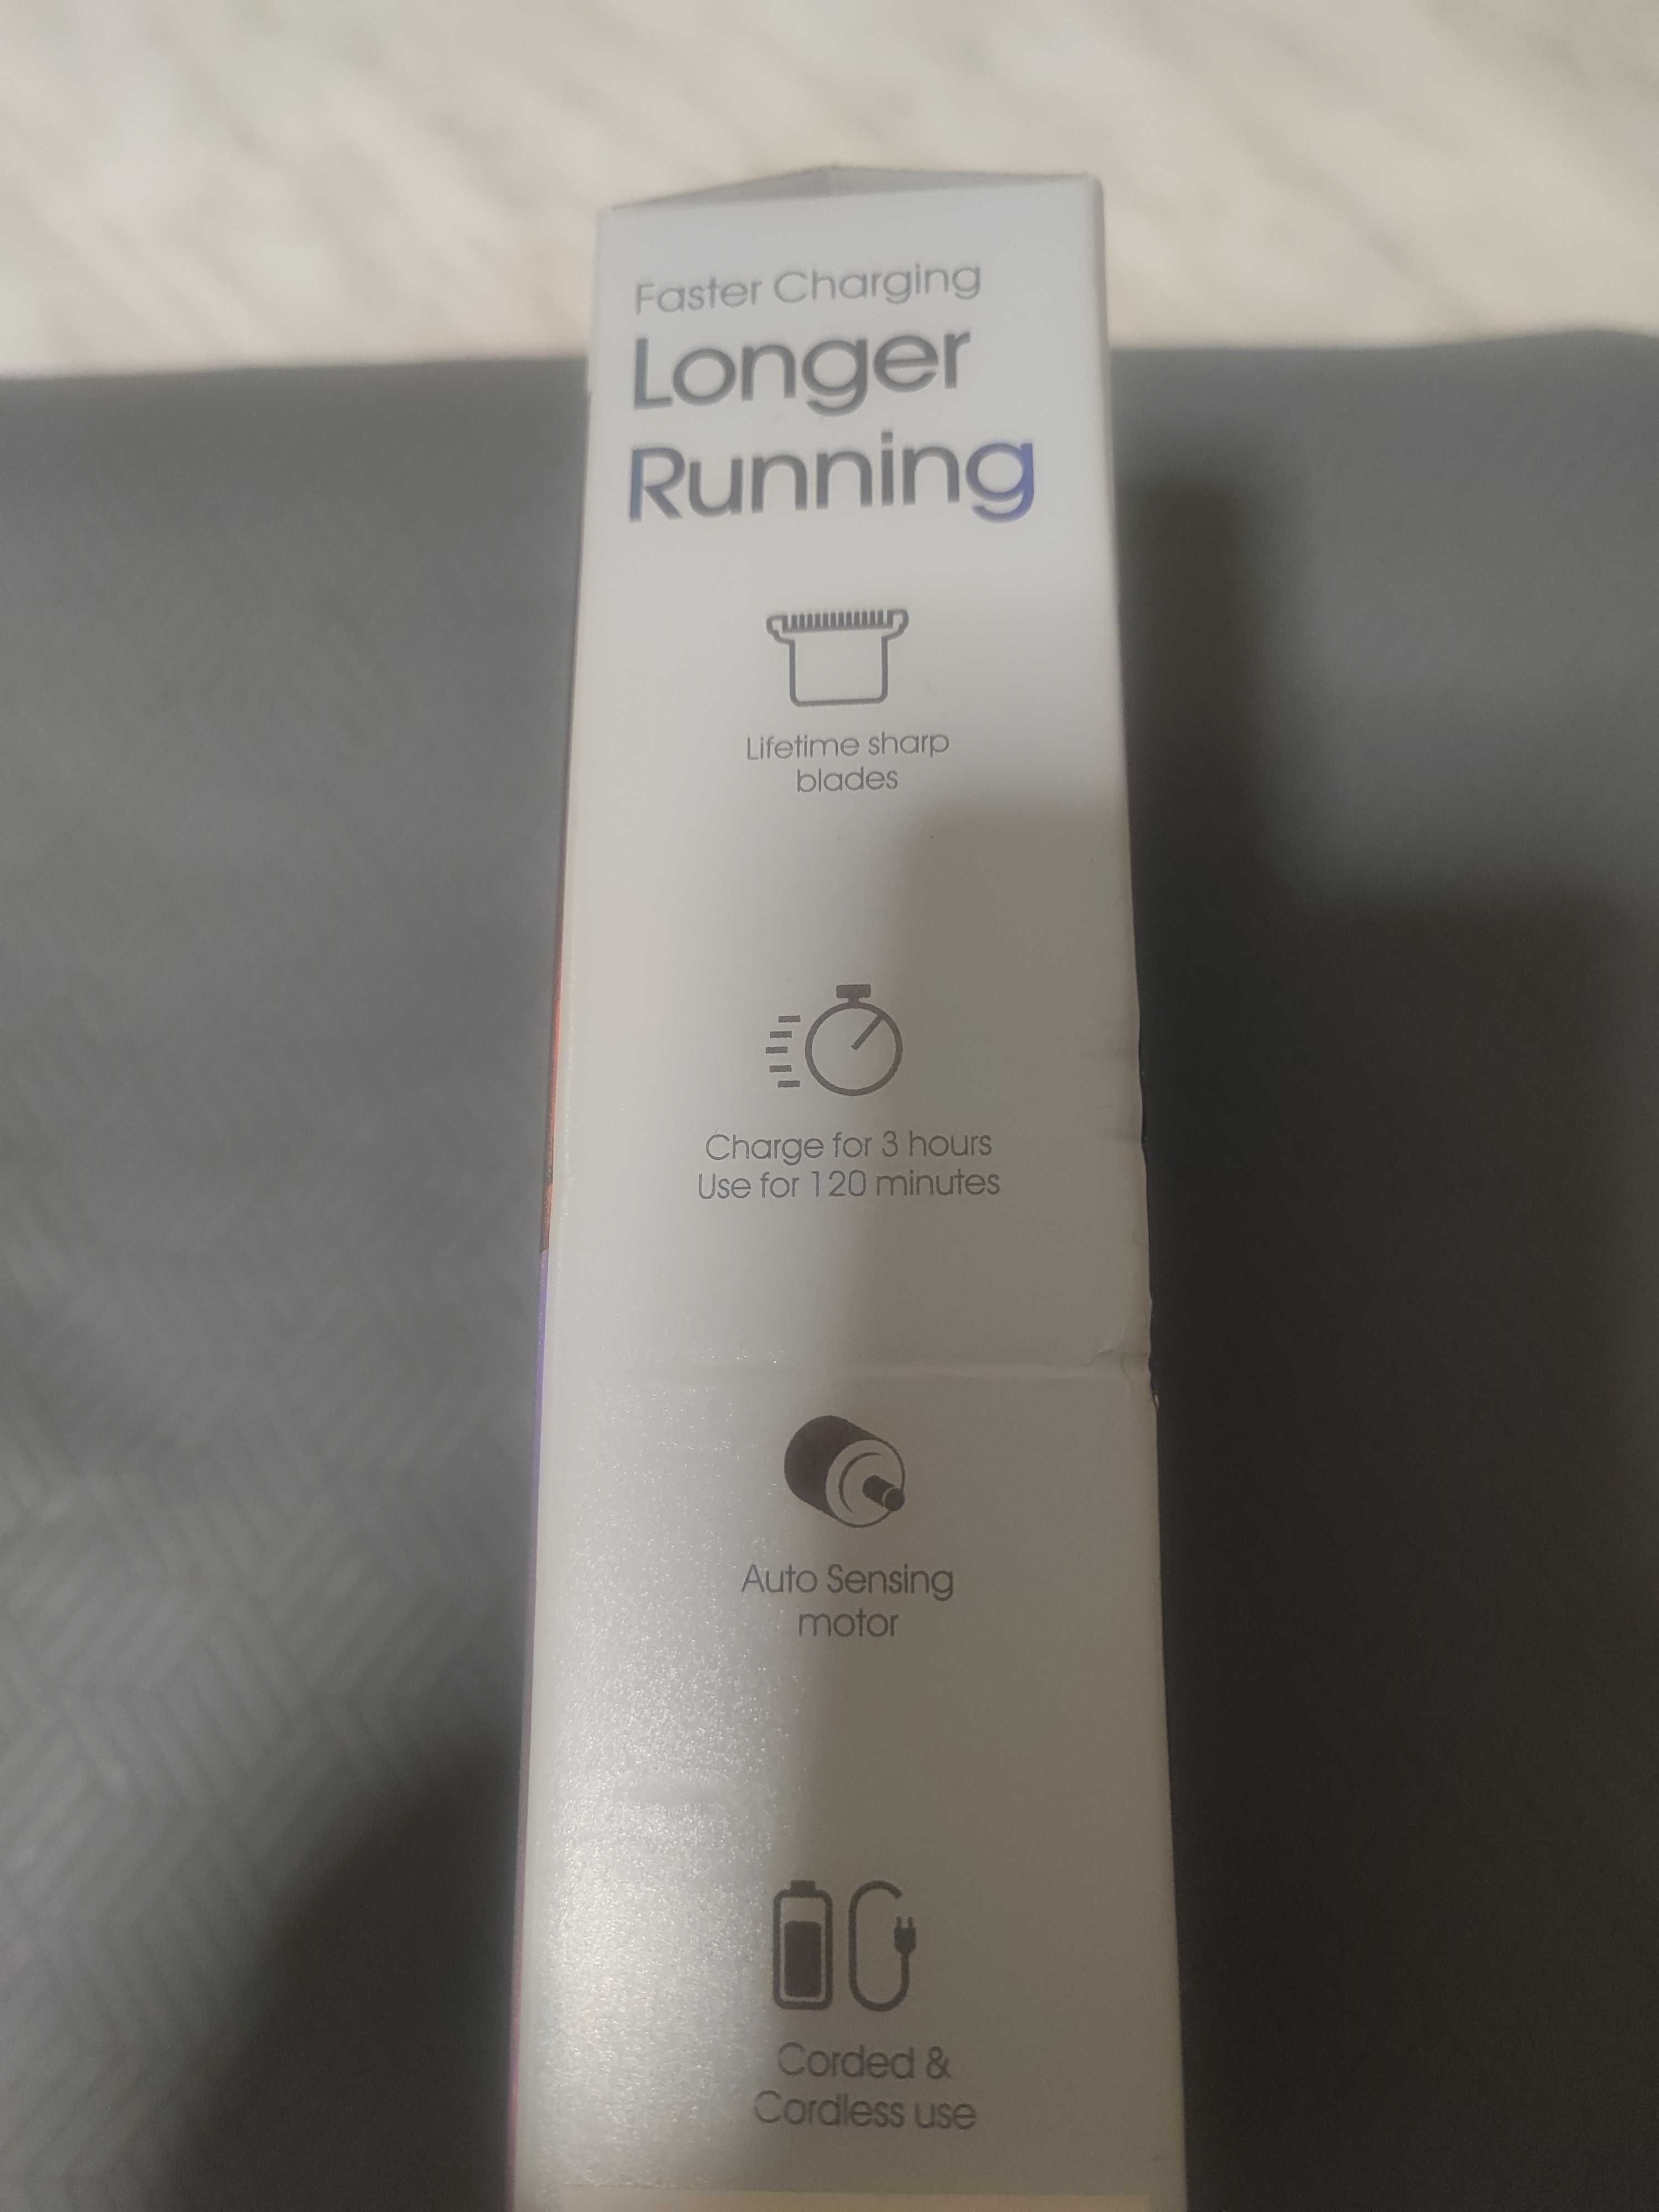 Faster Charging
Longer
Running
Lifetime sharp
blades
Charge for 3 hours
Use for 120 minutes
Auto Sensing
motor
Corded &
Cordless use